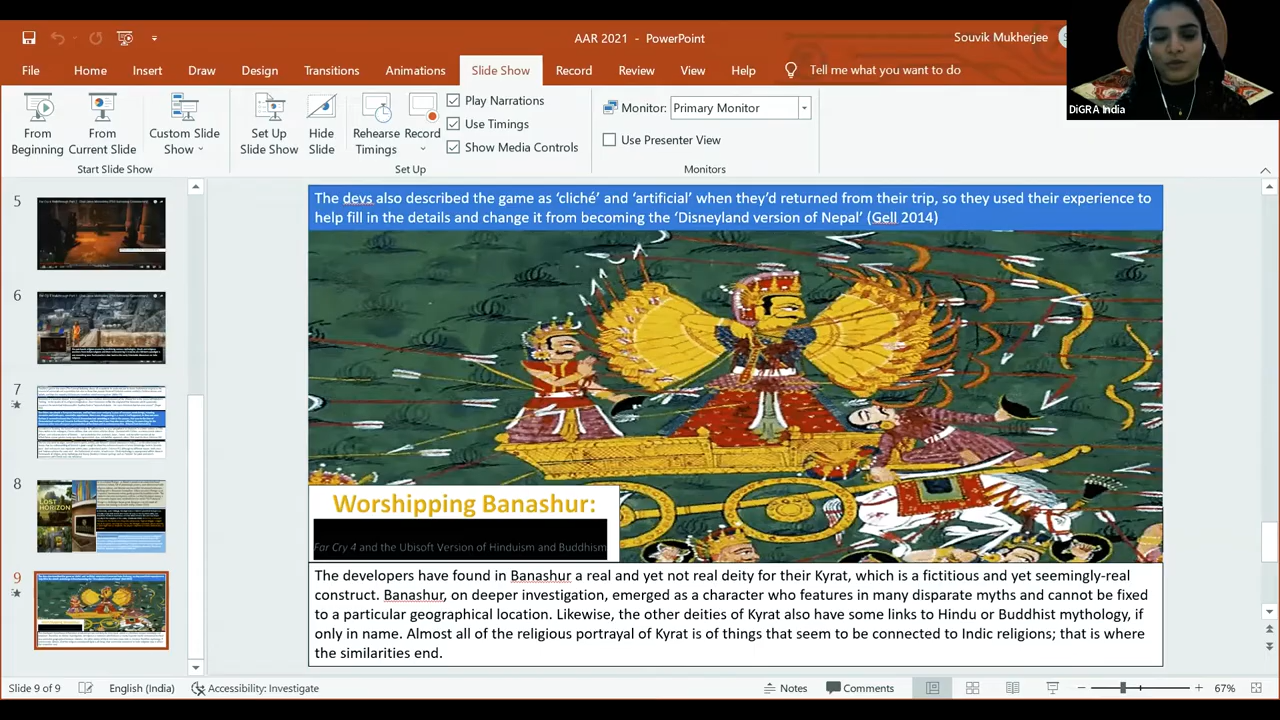 AAR 2021 - PowerPoint
Souvik Mukherjee
File Home Insert Draw Design Transitions Animations Slide Show Record Review View Help Tell me what you want to do
DiGRA India
From Beginning
From Current Slide
Custom Slide Show
Start Slide Show
Set Up Slide Show
Hide Slide
Rehearse Timings
Record
Play Narrations
Use Timings
Show Media Controls
Set Up
Monitor: Primary Monitor
Use Presenter View
Monitors
5
6
7
8
LOST HORIZON
9
The devs also described the game as ‘cliché’ and ‘artificial’ when they’d returned from their trip, so they used their experience to
help fill in the details and change it from becoming the ‘Disneyland version of Nepal’ (Gell 2014)
Worshipping Banashur:
Far Cry 4 and the Ubisoft Version of Hinduism and Buddhism
The developers have found in Banashur a real and yet not real deity for their Kyrat, which is a fictitious and yet seemingly-real
construct. Banashur, on deeper investigation, emerged as a character who features in many disparate myths and cannot be fixed
to a particular geographical location. Likewise, the other deities of Kyrat also have some links to Hindu or Buddhist mythology, if
only in name. Almost all of the religious portrayal of Kyrat is of things that seem to be connected to Indic religions; that is where
the similarities end.
Slide 9 of 9 English (India) Accessibility: Investigate Notes Comments 67%